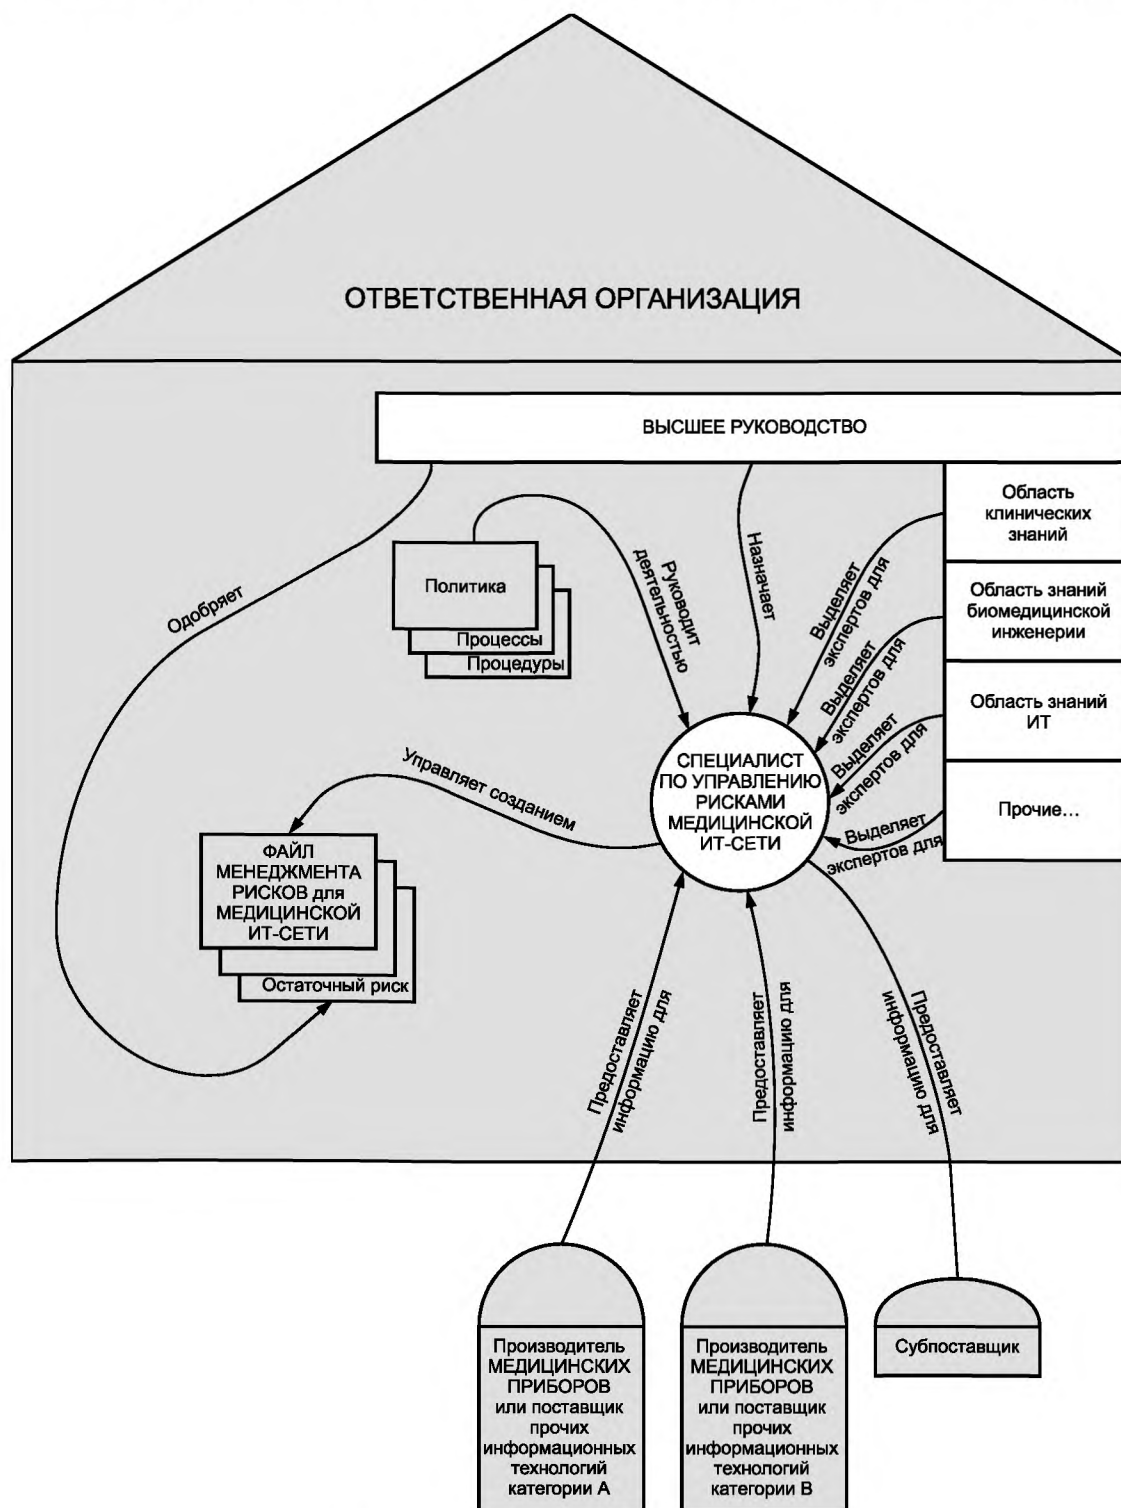 ОТВЕТСТВЕННАЯ ОРГАНИЗАЦИЯ
ВЫСШЕЕ РУКОВОДСТВО
Область
клинических
знаний
Область знаний
биомедицинской
инженерии
Область знаний
ИТ
Прочие...
Политика
Процессы
Процедуры
Руководит
деятельностью
Назначает
Выделяет
экспертов для
Выделяет
экспертов для
Выделяет
экспертов для
Выделяет
экспертов для
Одобряет
Управляет созданием
СПЕЦИАЛИСТ
ПО УПРАВЛЕНИЮ
РИСКАМИ
МЕДИЦИНСКОЙ
ИТ-СЕТИ
ФАЙЛ
МЕНЕДЖМЕНТА
РИСКОВ для
МЕДИЦИНСКОЙ
ИТ-СЕТИ
Остаточный риск
Предоставляет
информацию для
Предоставляет
информацию для
Предоставляет
информацию для
Производитель
МЕДИЦИНСКИХ
ПРИБОРОВ
или поставщик
прочих
информационных
технологий
категории А
Производитель
МЕДИЦИНСКИХ
ПРИБОРОВ
или поставщик
прочих
информационных
технологий
категории В
Субпоставщик